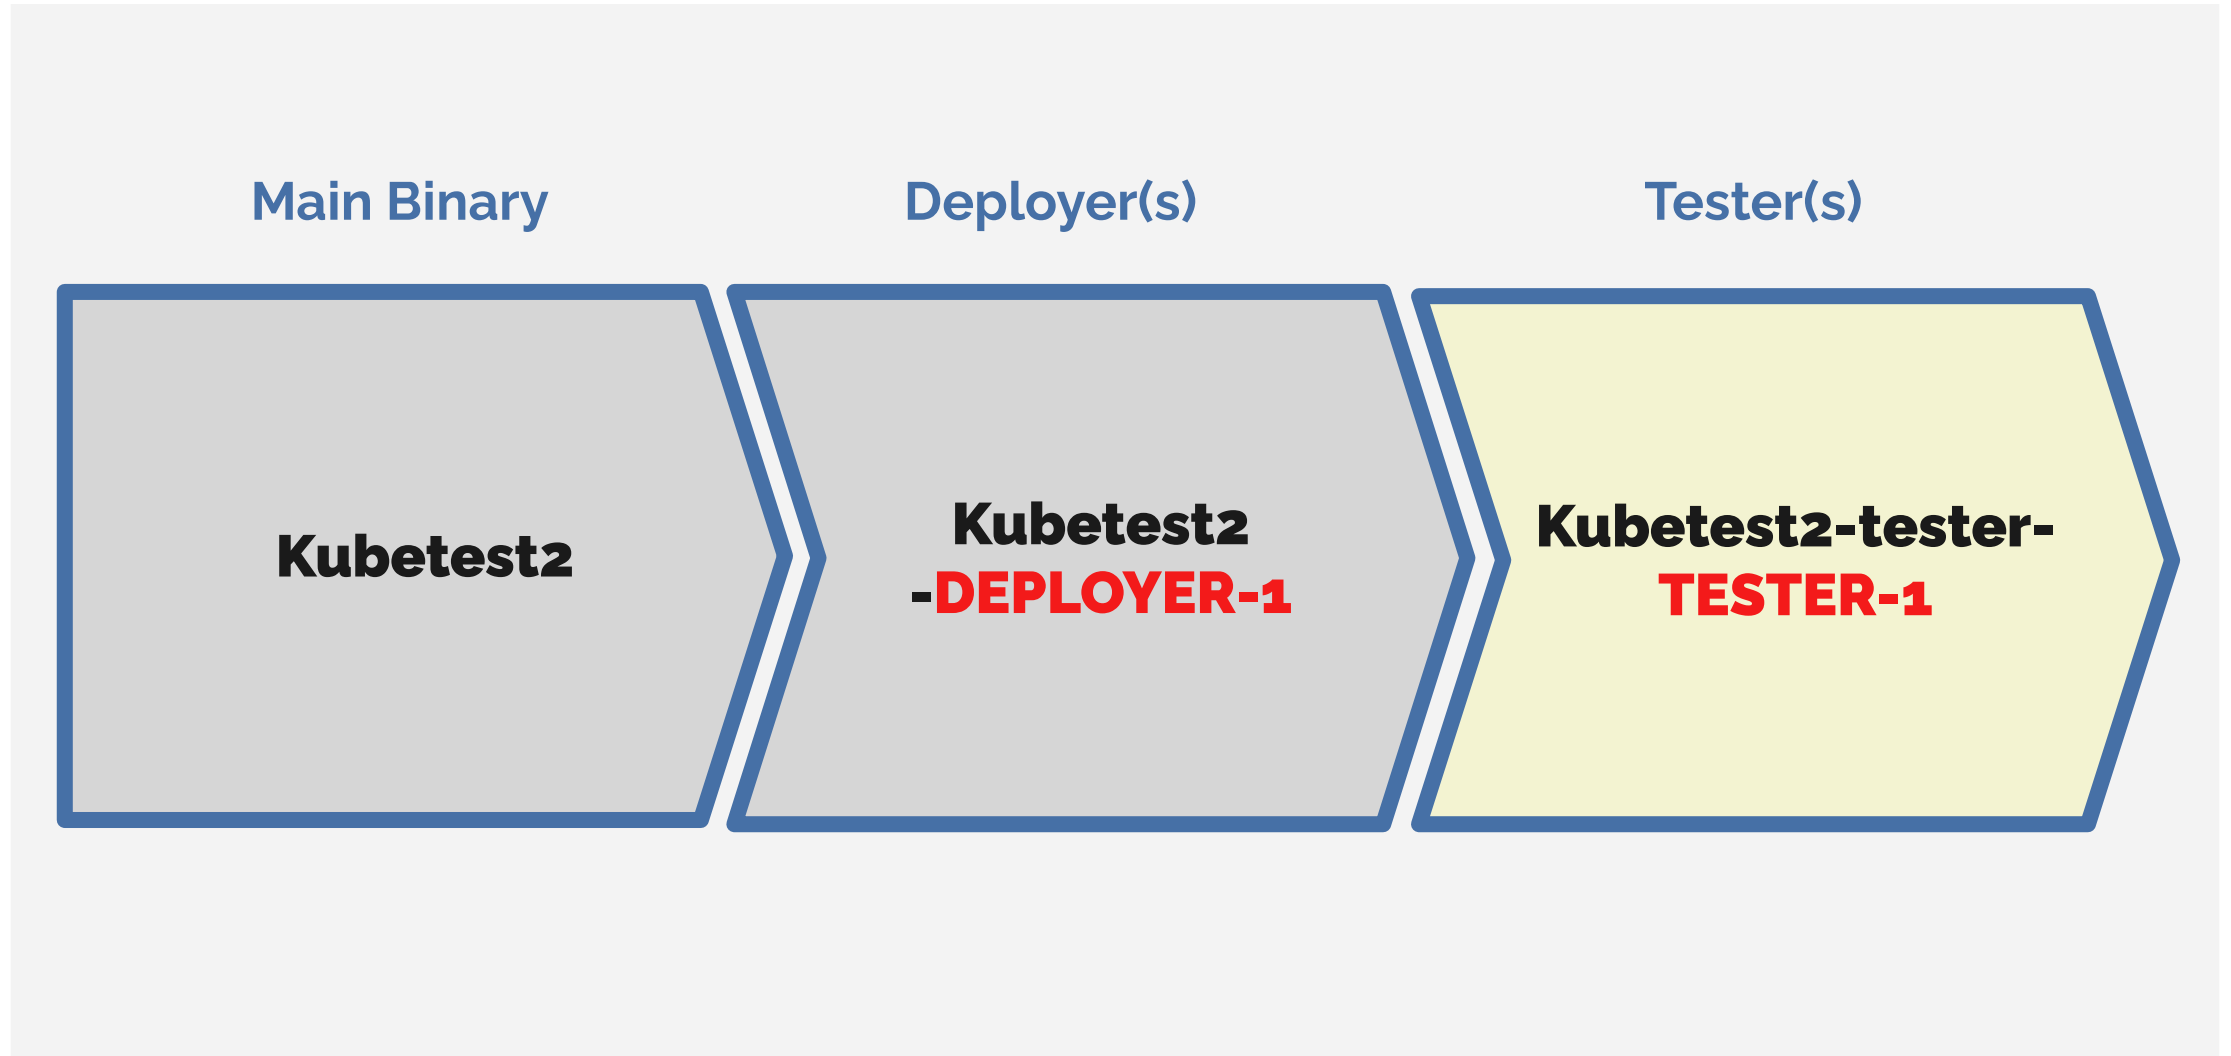 Main Binary
Deployer(s)
Tester(s)
Kubetest2
Kubetest2
-DEPLOYER-1
Kubetest2-tester-
TESTER-1